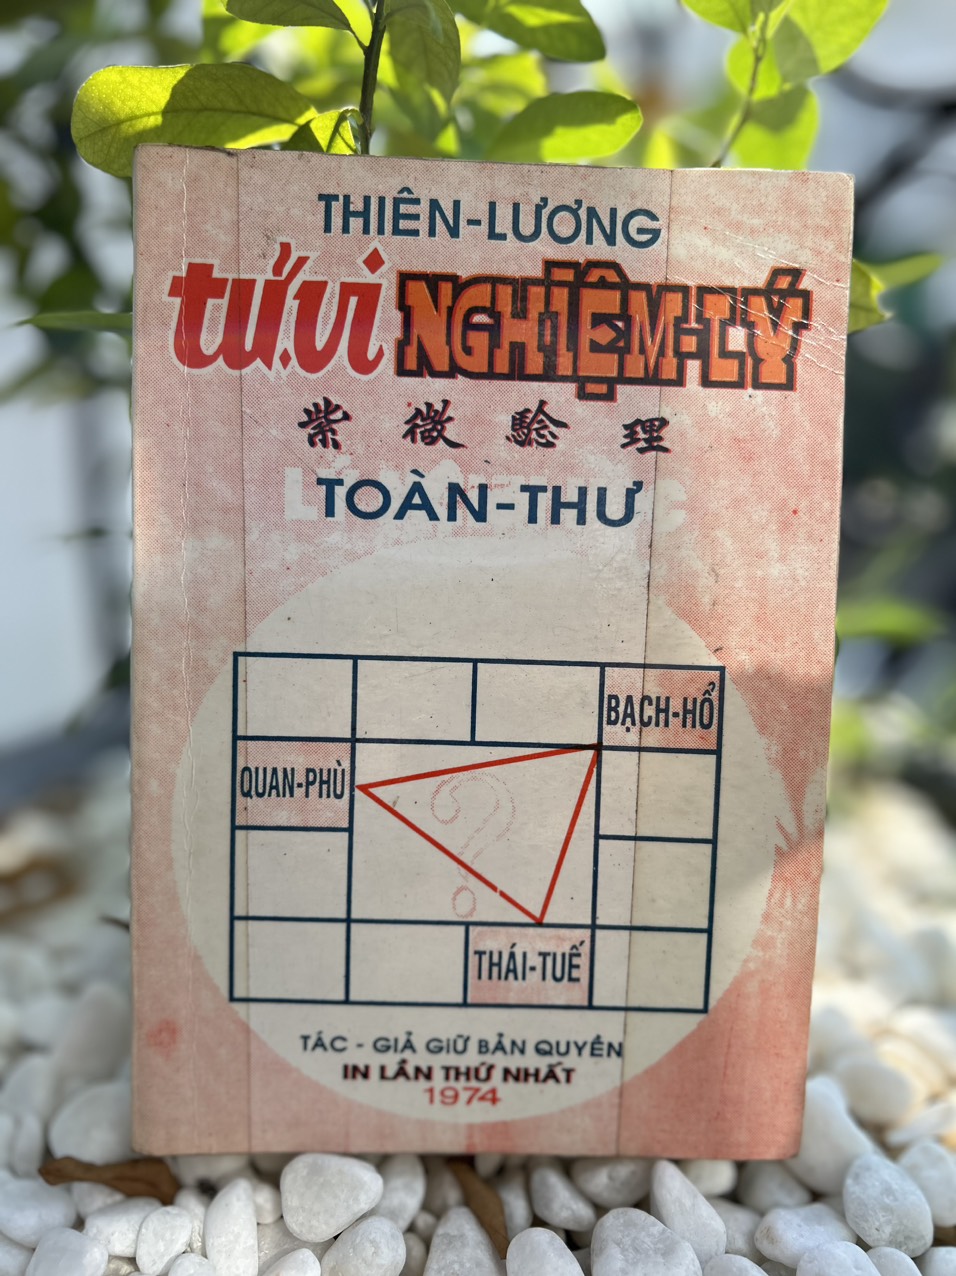 THIÊN-LƯƠNG
tử.vi NGHIỆM-LÝ
紫微騐理
TOÀN-THƯ
BẠCH-HỔ
QUAN-PHÙ
?
THÁI-TUẾ
TÁC - GIẢ GIỮ BẢN QUYỀN
IN LẦN THỨ NHẤT
1974